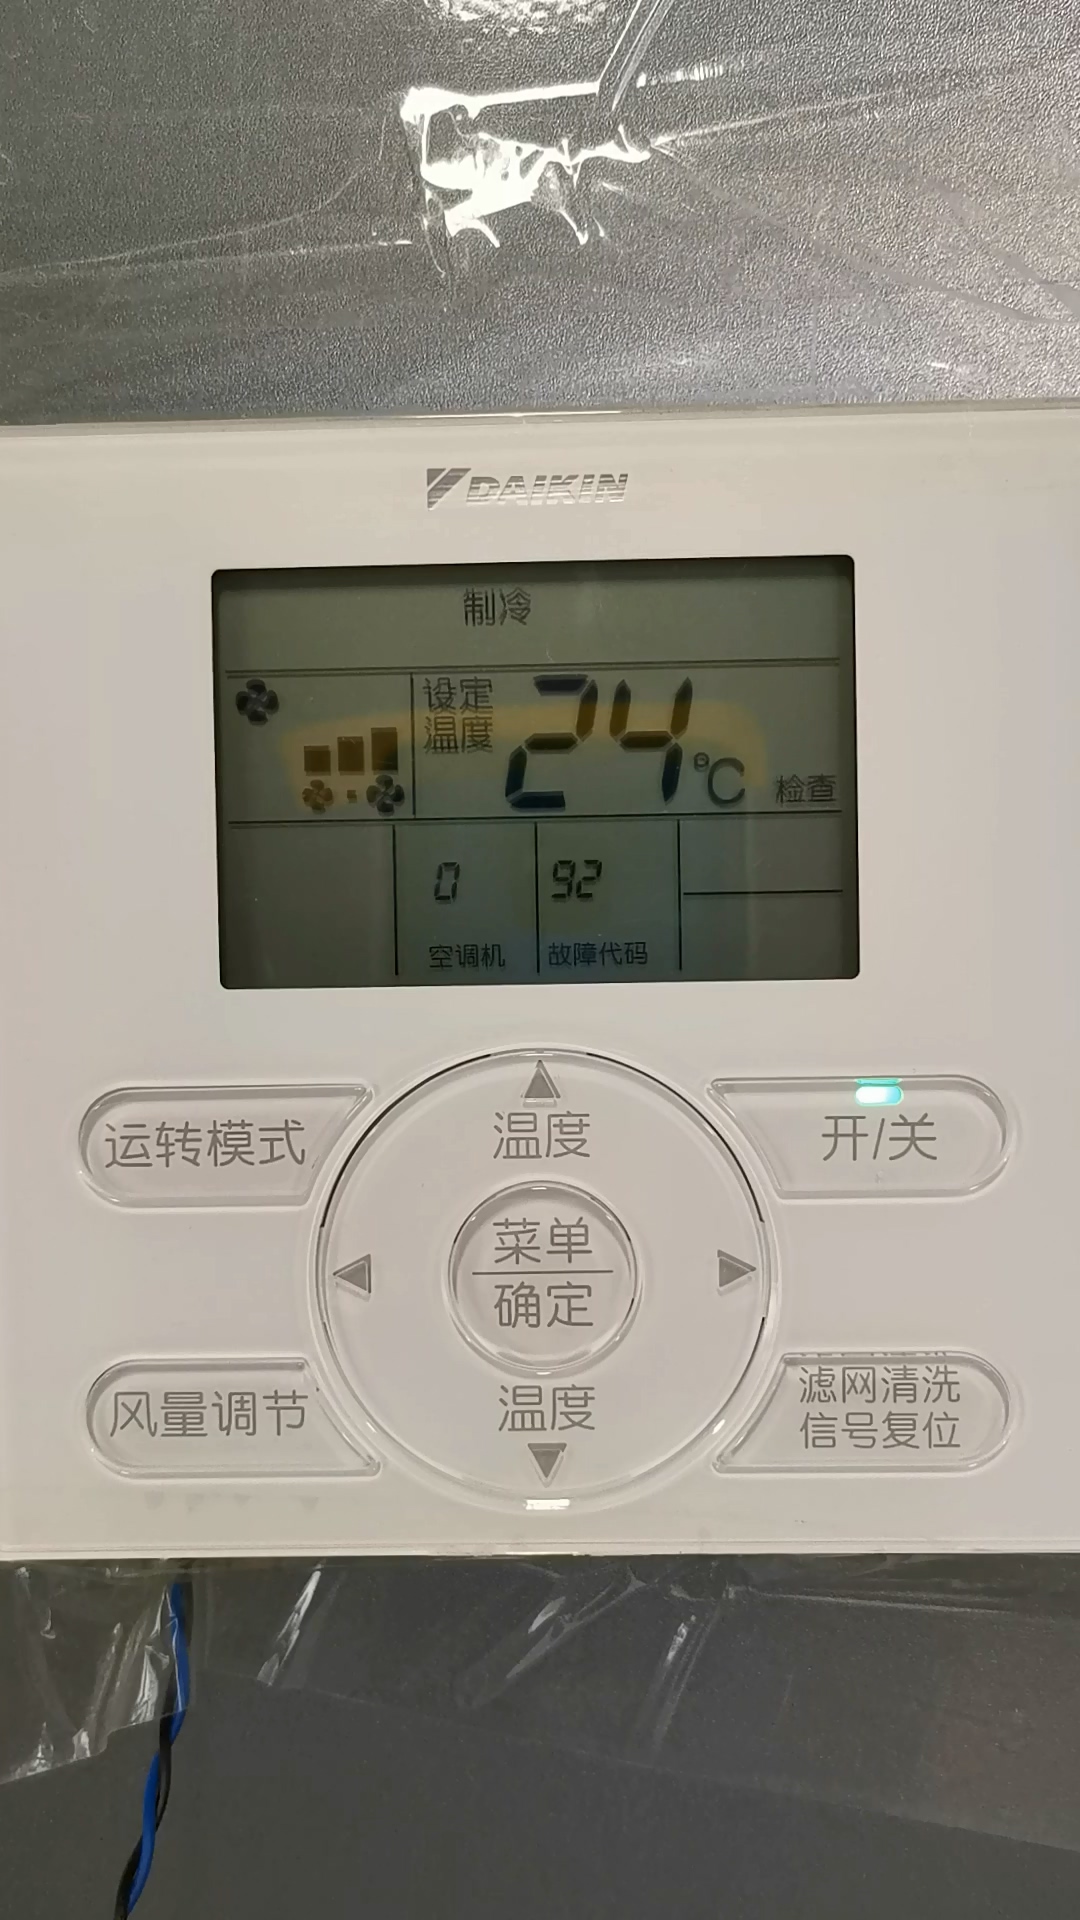 DAIKIN
制冷
设定
温度
24°C
检查
0
92
空调机
故障代码
运转模式
温度
开/关
菜单
确定
风量调节
温度
滤网清洗
信号复位